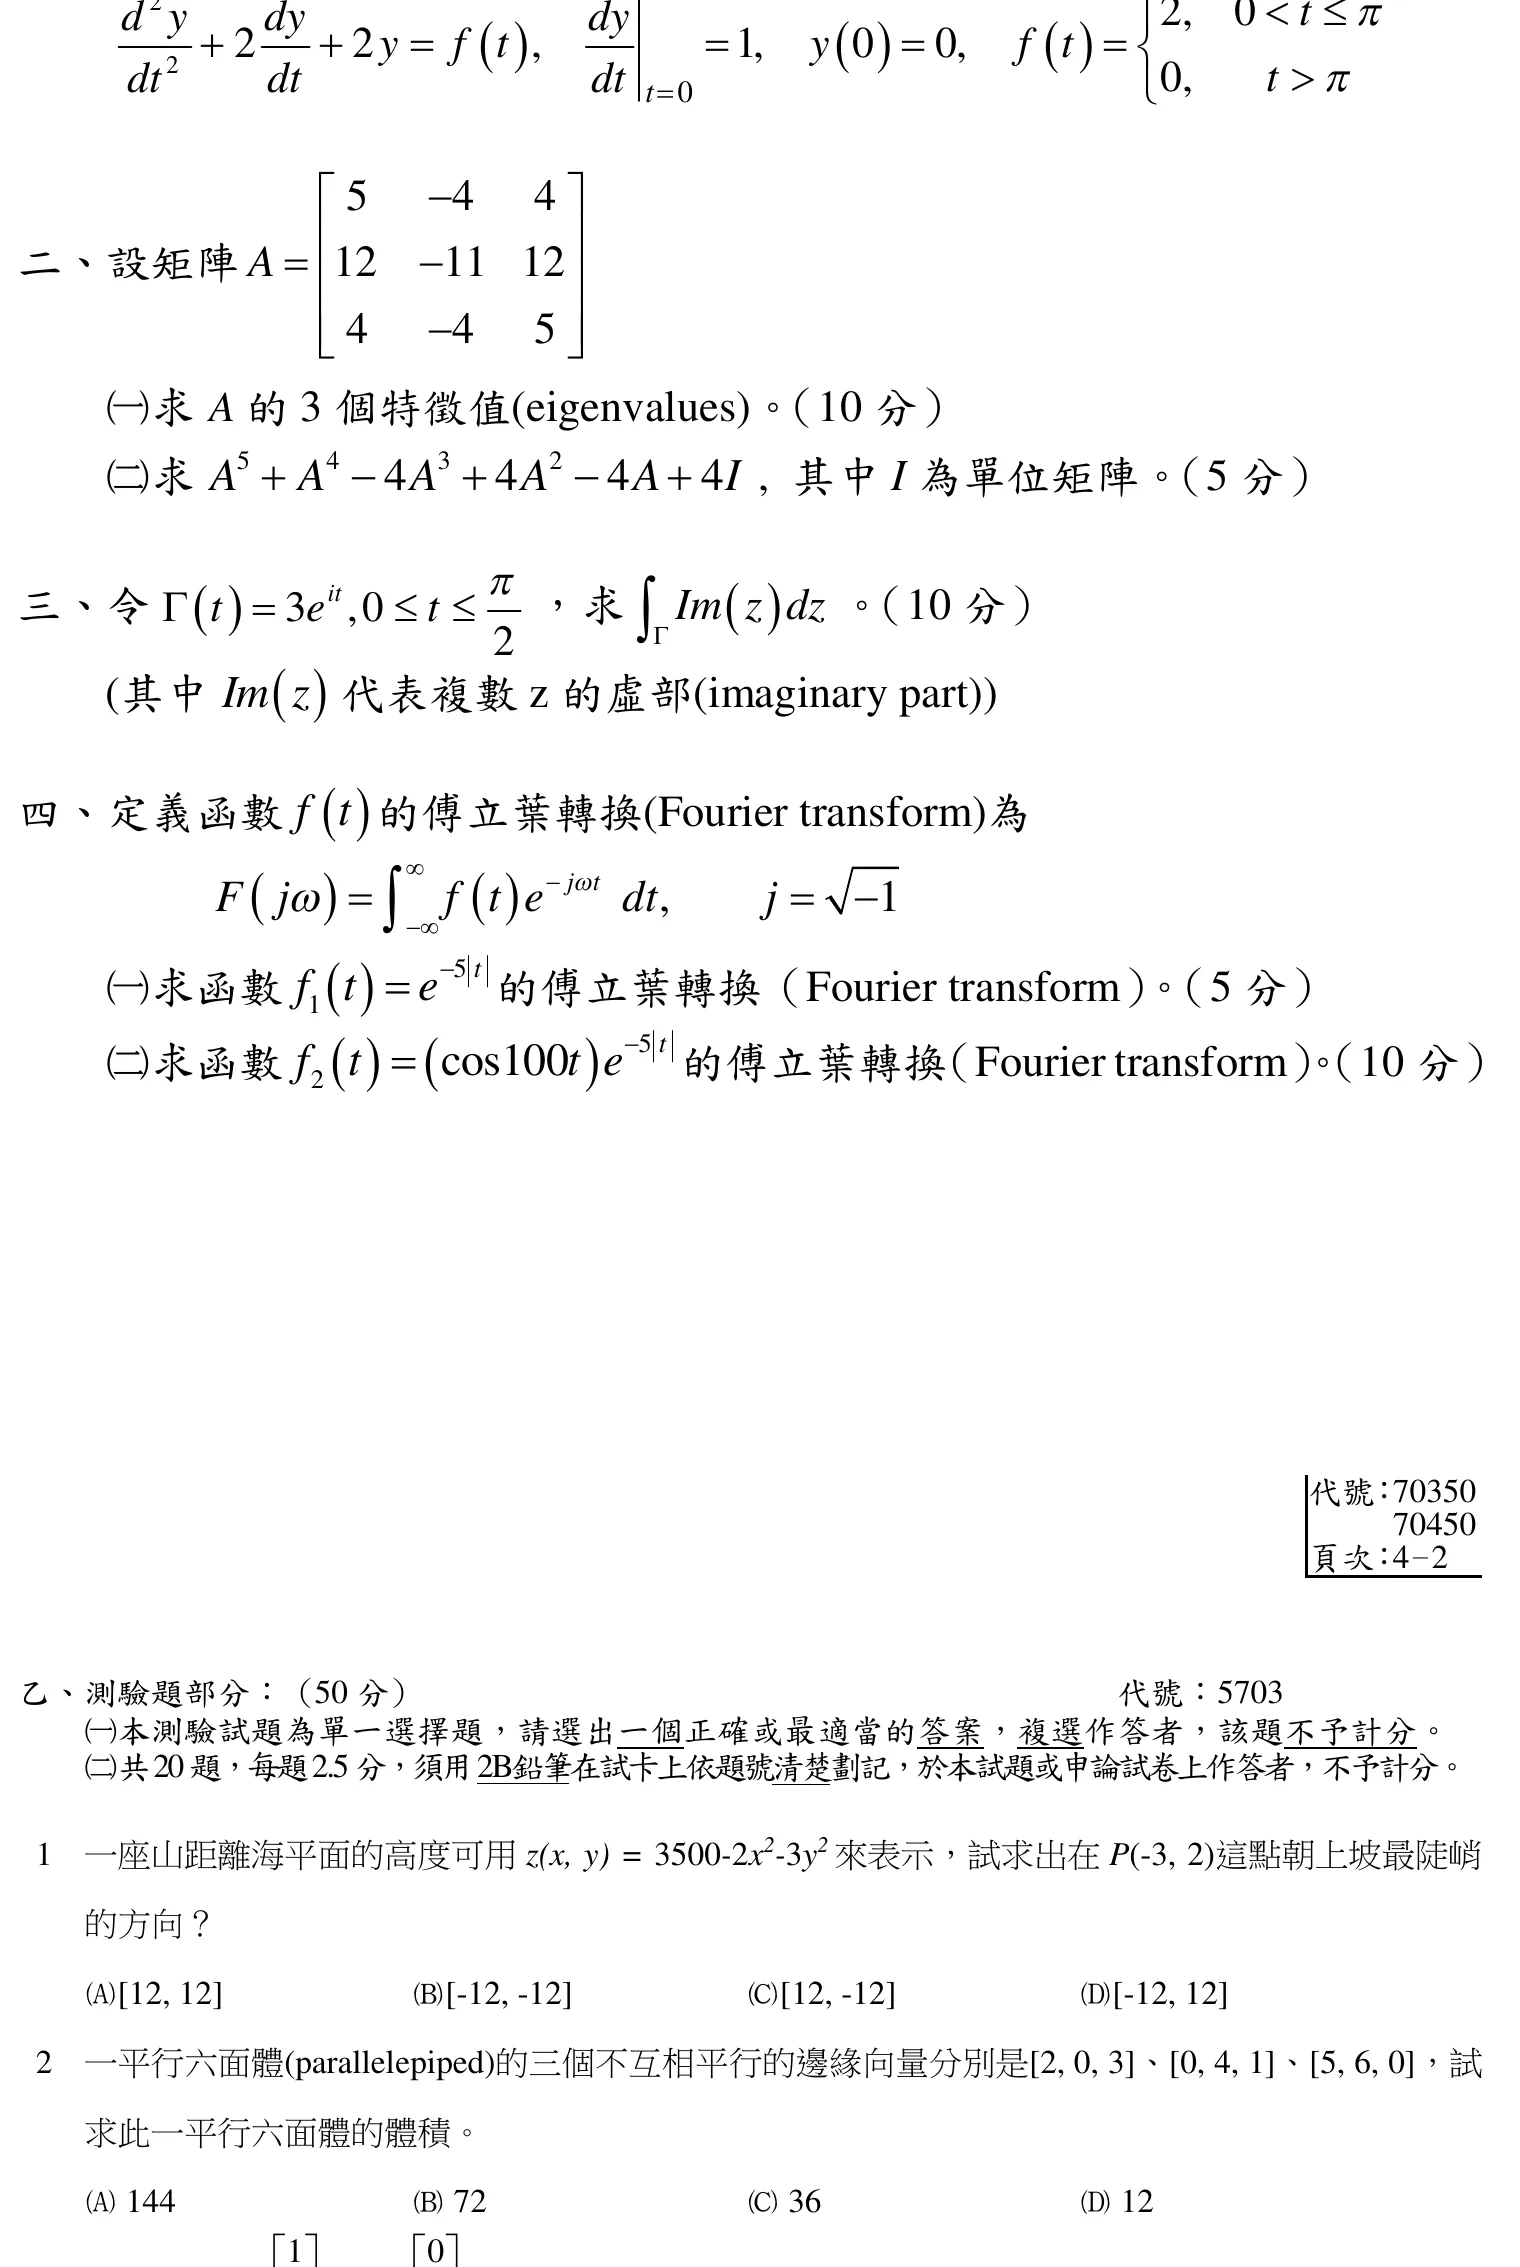 d²y/dt² + 2 dy/dt + 2y = f(t), dy/dt|t=0 = 1, y(0) = 0, f(t) = { 2, 0 < t ≤ π
0, t > π
二、設矩陣 A = [ 5 −4 4
12 −11 12
4 −4 5 ]
㈠求 A 的 3 個特徵值(eigenvalues)。（10 分）
㈡求 A⁵ + A⁴ − 4A³ + 4A² − 4A + 4I , 其中 I 為單位矩陣。（5 分）
三、令 Γ(t) = 3e^{it}, 0 ≤ t ≤ π/2 ，求 ∫_Γ Im(z)dz 。（10 分）
(其中 Im(z) 代表複數 z 的虛部(imaginary part))
四、定義函數 f(t) 的傅立葉轉換(Fourier transform)為
F(jω) = ∫_{−∞}^{∞} f(t)e^{−jωt} dt, j = √−1
㈠求函數 f₁(t) = e^{−5|t|} 的傅立葉轉換（Fourier transform）。（5 分）
㈡求函數 f₂(t) = (cos100t)e^{−5|t|} 的傅立葉轉換（Fourier transform）。（10 分）
代號：70350
70450
頁次：4－2
乙、測驗題部分：（50 分） 代號：5703
㈠本測驗試題為單一選擇題，請選出一個正確或最適當的答案，複選作答者，該題不予計分。
㈡共 20 題，每題 2.5 分，須用 2B 鉛筆在試卡上依題號清楚劃記，於本試題或申論試卷上作答者，不予計分。
1 一座山距離海平面的高度可用 z(x, y) = 3500-2x²-3y² 來表示，試求出在 P(-3, 2)這點朝上坡最陡峭
的方向？
(A)[12, 12] (B)[-12, -12] (C)[12, -12] (D)[-12, 12]
2 一平行六面體(parallelepiped)的三個不互相平行的邊緣向量分別是[2, 0, 3]、[0, 4, 1]、[5, 6, 0]，試
求此一平行六面體的體積。
(A) 144 (B) 72 (C) 36 (D) 12
[1] [0]